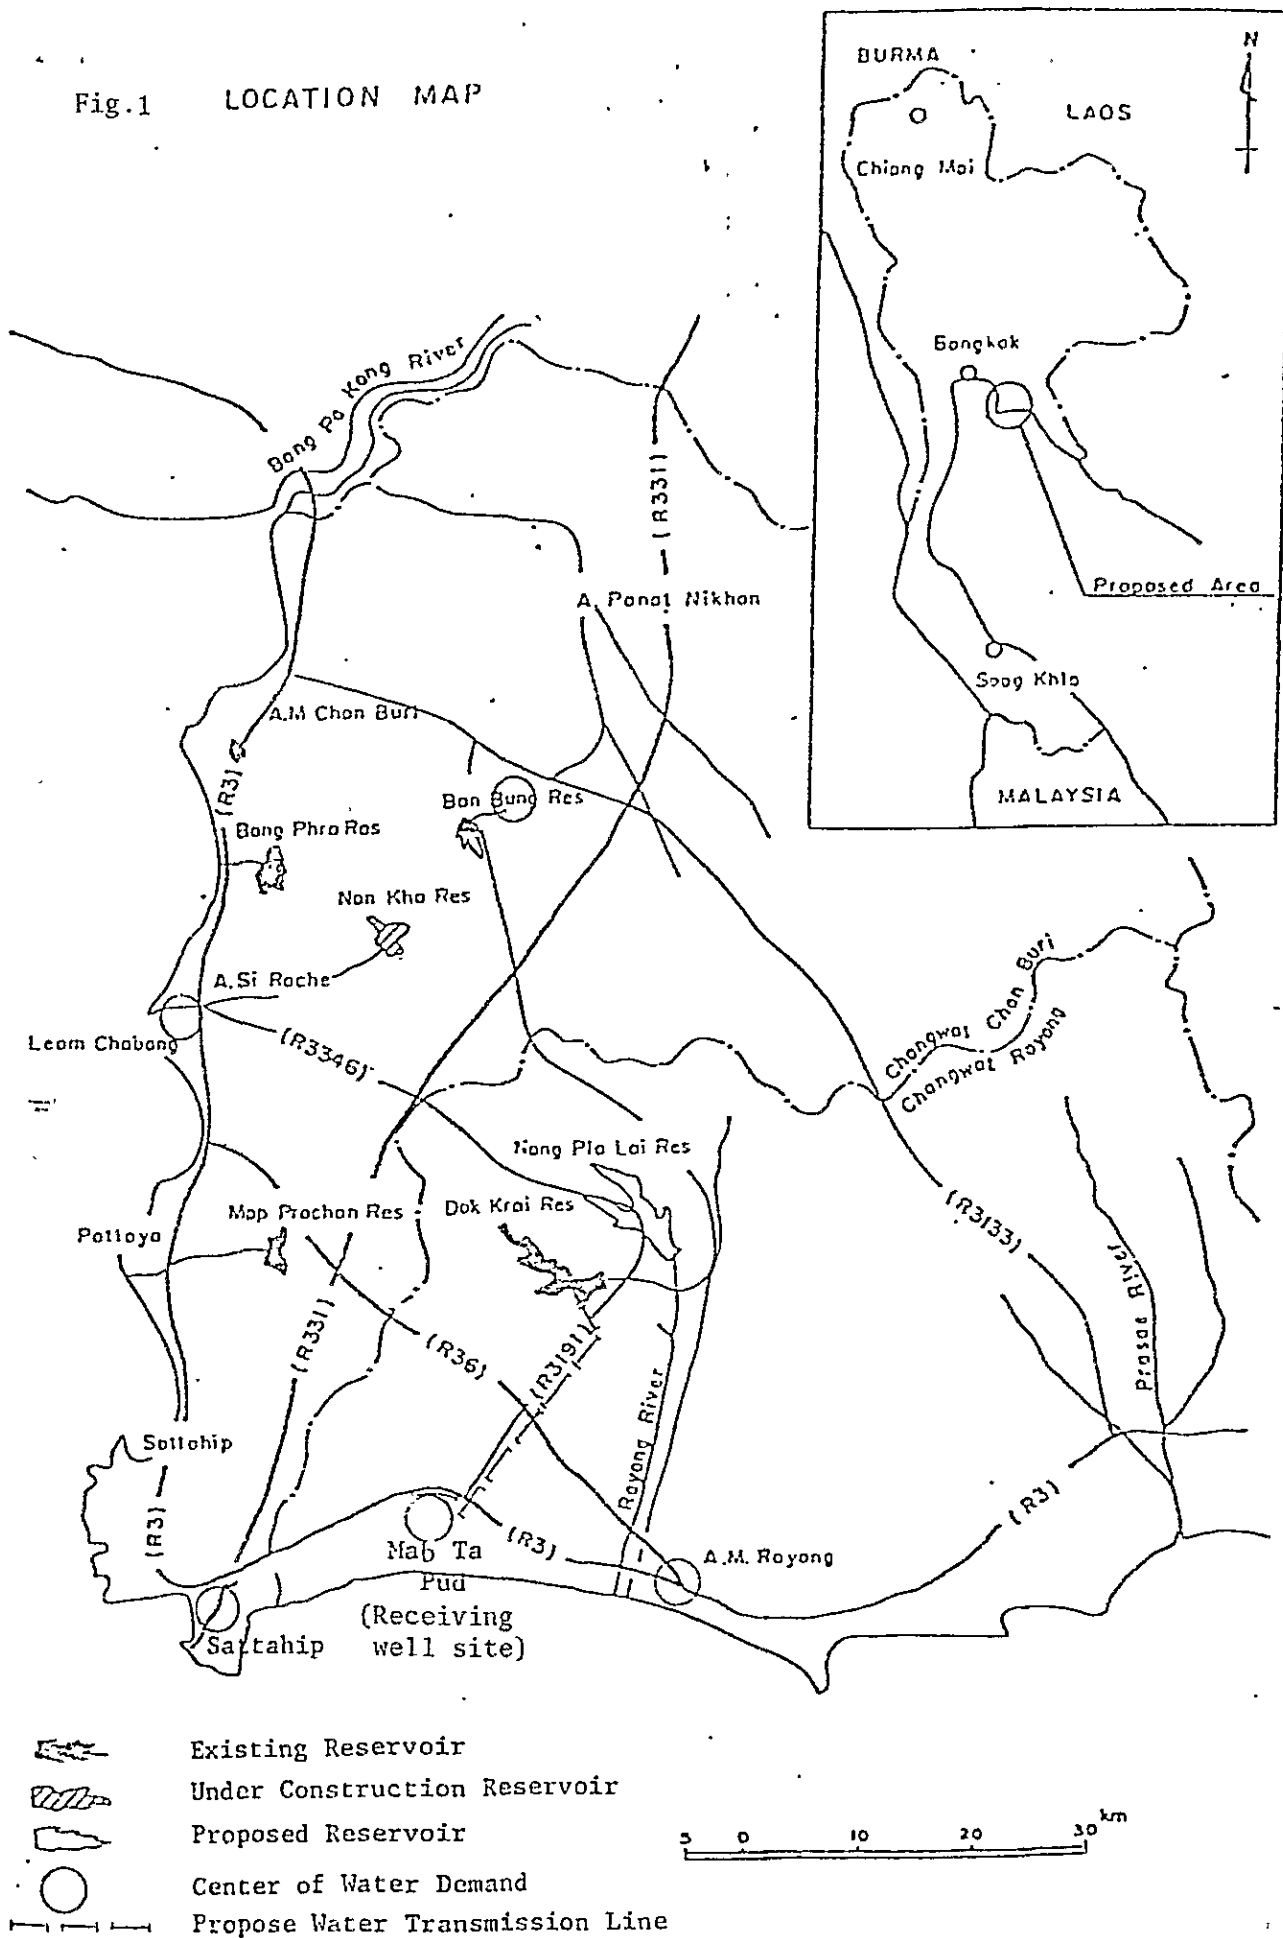 Fig.1 LOCATION MAP
BURMA
N
LAOS
Chiang Mai
Bangkok
Proposed Area
Song Khla
MALAYSIA
Bang Pa Kong River
(R331)
A. Panat Nikhon
A.M Chon Buri
(R3)
Ban Bung Res
Bang Phra Res
Non Kho Res
A.Si Rache
Leam Chabang
(R3346)
Changwat Chon Buri
Changwat Rayong
Nong Pla Lai Res
Map Prachan Res
Dok Krai Res
Pattaya
(R3133)
Prasae River
(R331)
(R36)
(R3191)
Rayong River
Sattahip
(R3)
(R3)
(R3)
Mab Ta
Pud
(Receiving
well site)
A.M. Rayong
Sattahip
Existing Reservoir
Under Construction Reservoir
Proposed Reservoir
Center of Water Demand
Propose Water Transmission Line
5 0 10 20 30 km